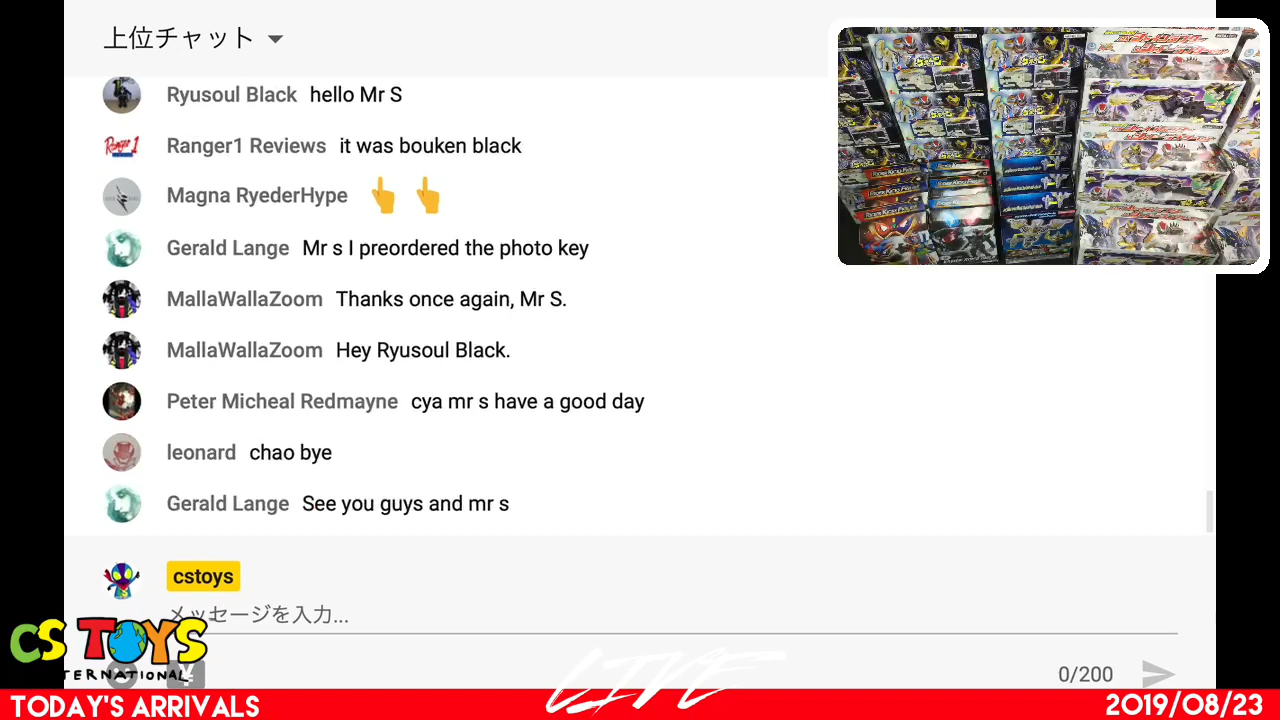 上位チャット
Ryusoul Black hello Mr S
Ranger1 Reviews it was bouken black
Magna RyederHype 👆 👆
Gerald Lange Mr s I preordered the photo key
MallaWallaZoom Thanks once again, Mr S.
MallaWallaZoom Hey Ryusoul Black.
Peter Micheal Redmayne cya mr s have a good day
leonard chao bye
Gerald Lange See you guys and mr s
cstoys
メッセージを入力...
CS TOYS
INTERNATIONAL
LIVE
0/200
TODAY'S ARRIVALS
2019/08/23